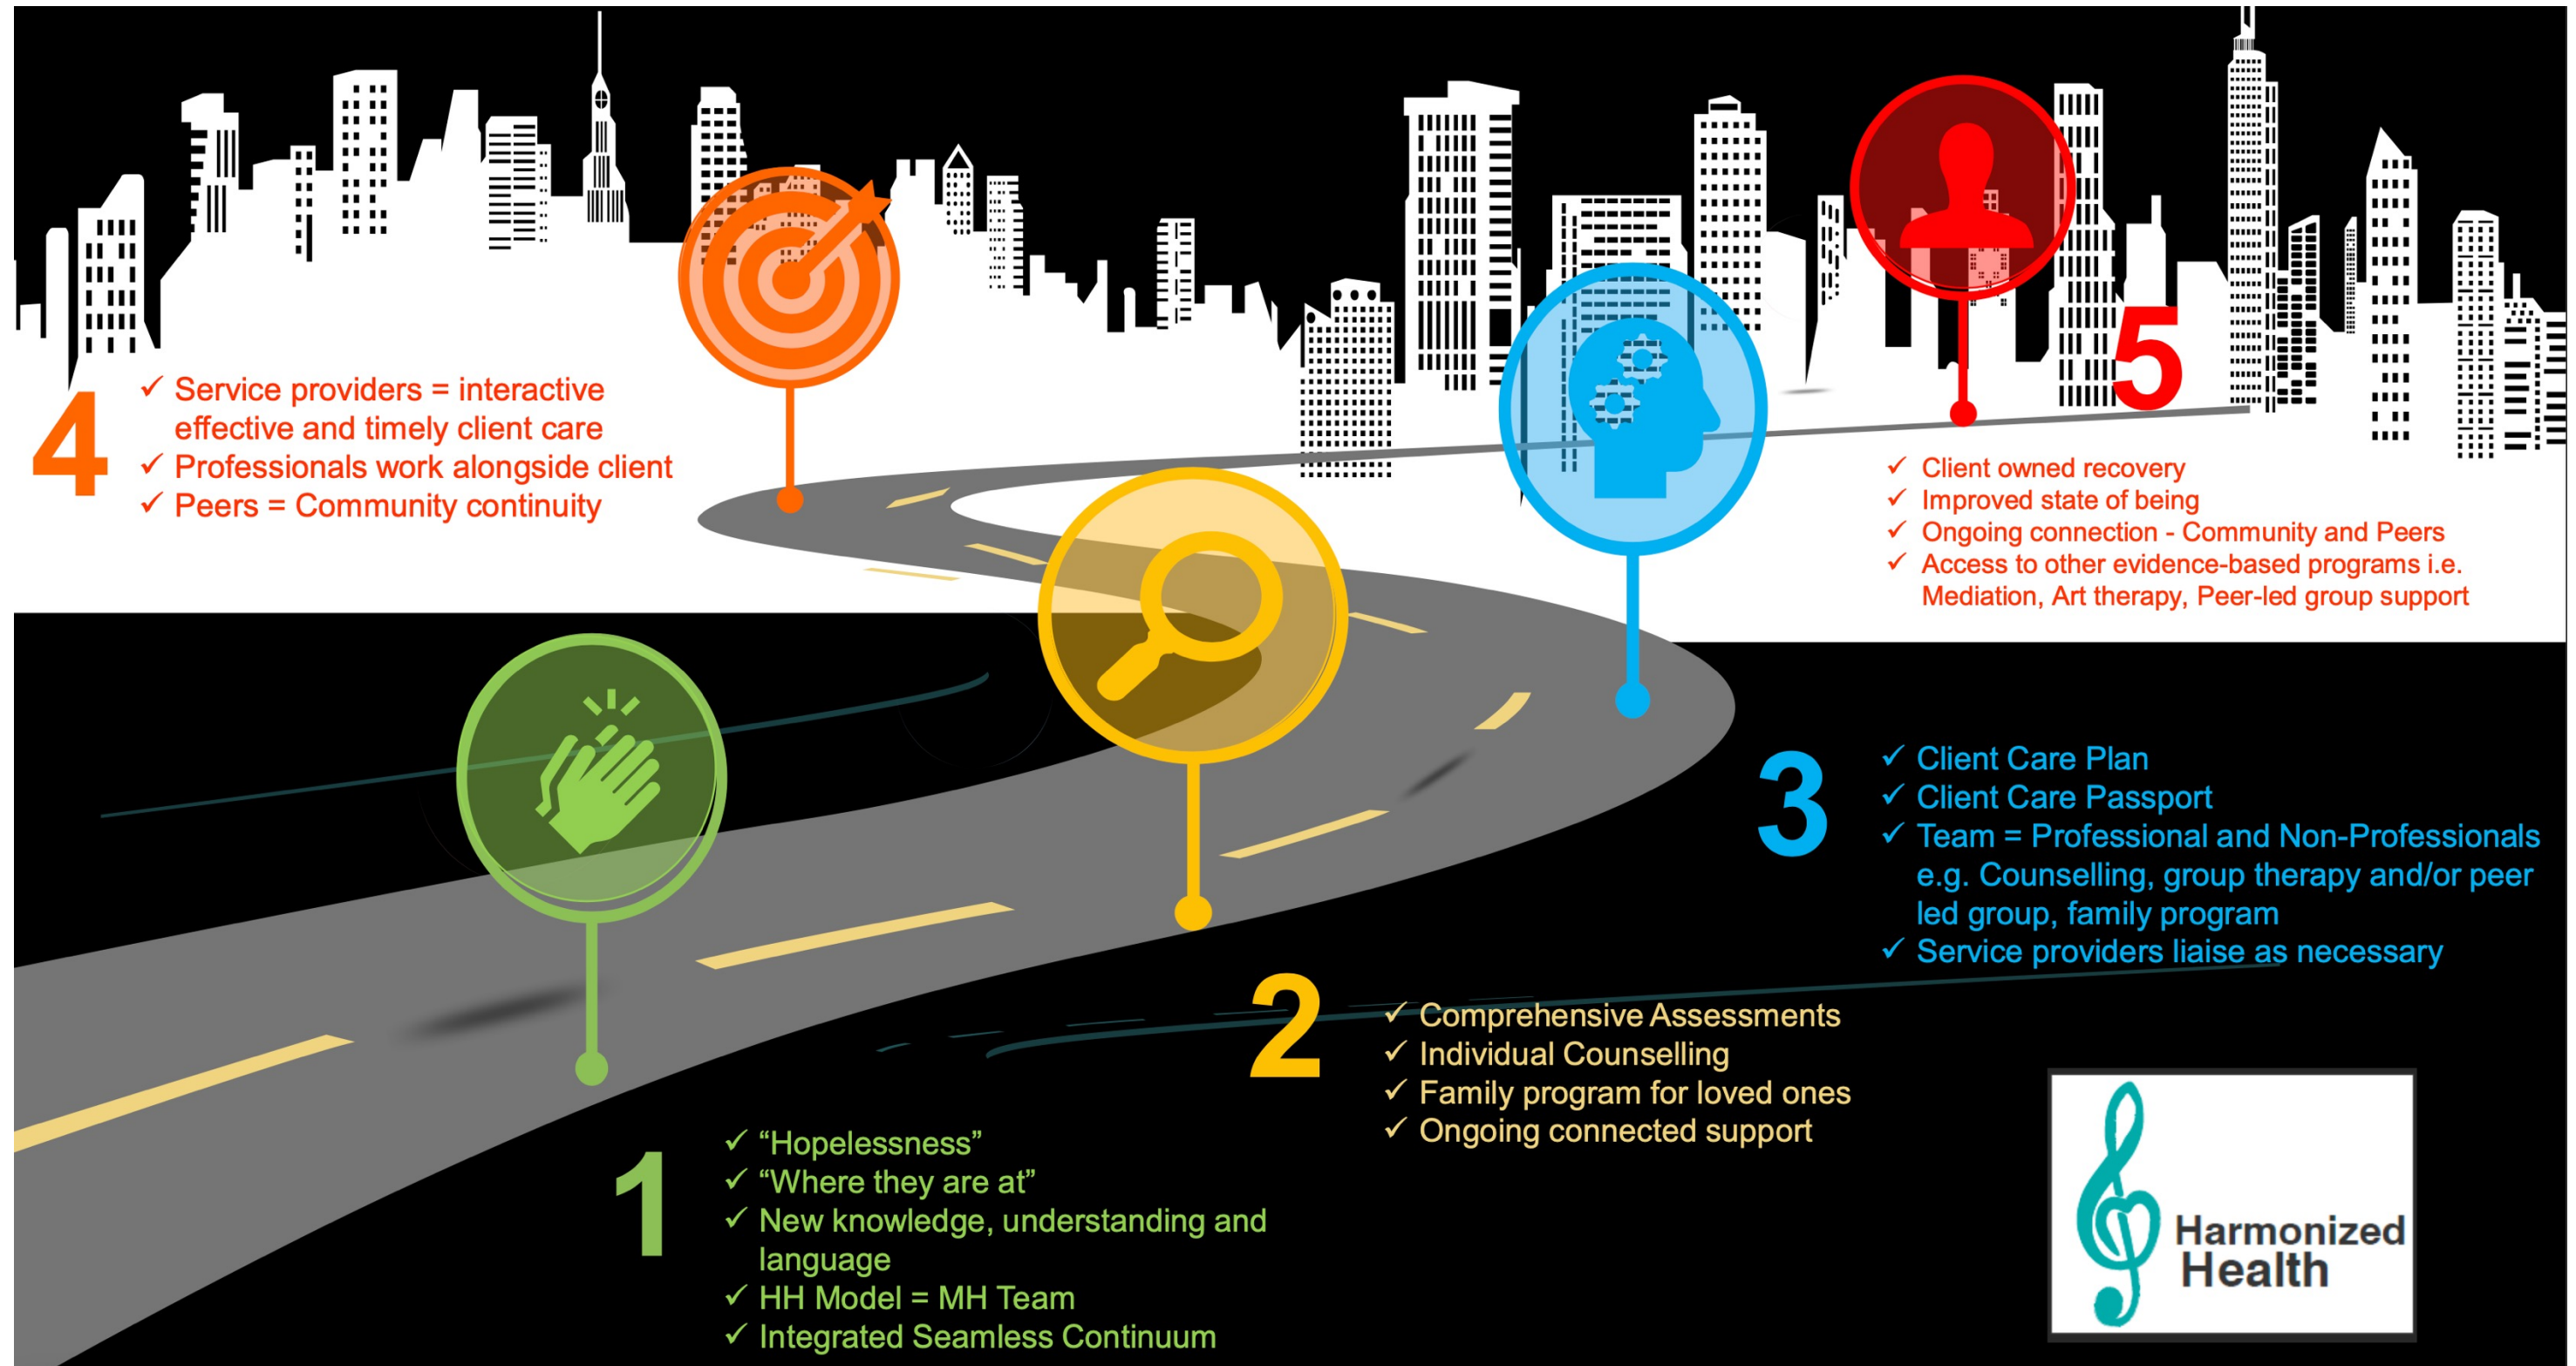 4
✓ Service providers = interactive
effective and timely client care
✓ Professionals work alongside client
✓ Peers = Community continuity
5
✓ Client owned recovery
✓ Improved state of being
✓ Ongoing connection - Community and Peers
✓ Access to other evidence-based programs i.e.
Mediation, Art therapy, Peer-led group support
3
✓ Client Care Plan
✓ Client Care Passport
✓ Team = Professional and Non-Professionals
e.g. Counselling, group therapy and/or peer
led group, family program
✓ Service providers liaise as necessary
2
✓ Comprehensive Assessments
✓ Individual Counselling
✓ Family program for loved ones
✓ Ongoing connected support
1
✓ “Hopelessness”
✓ “Where they are at”
✓ New knowledge, understanding and
language
✓ HH Model = MH Team
✓ Integrated Seamless Continuum
Harmonized
Health